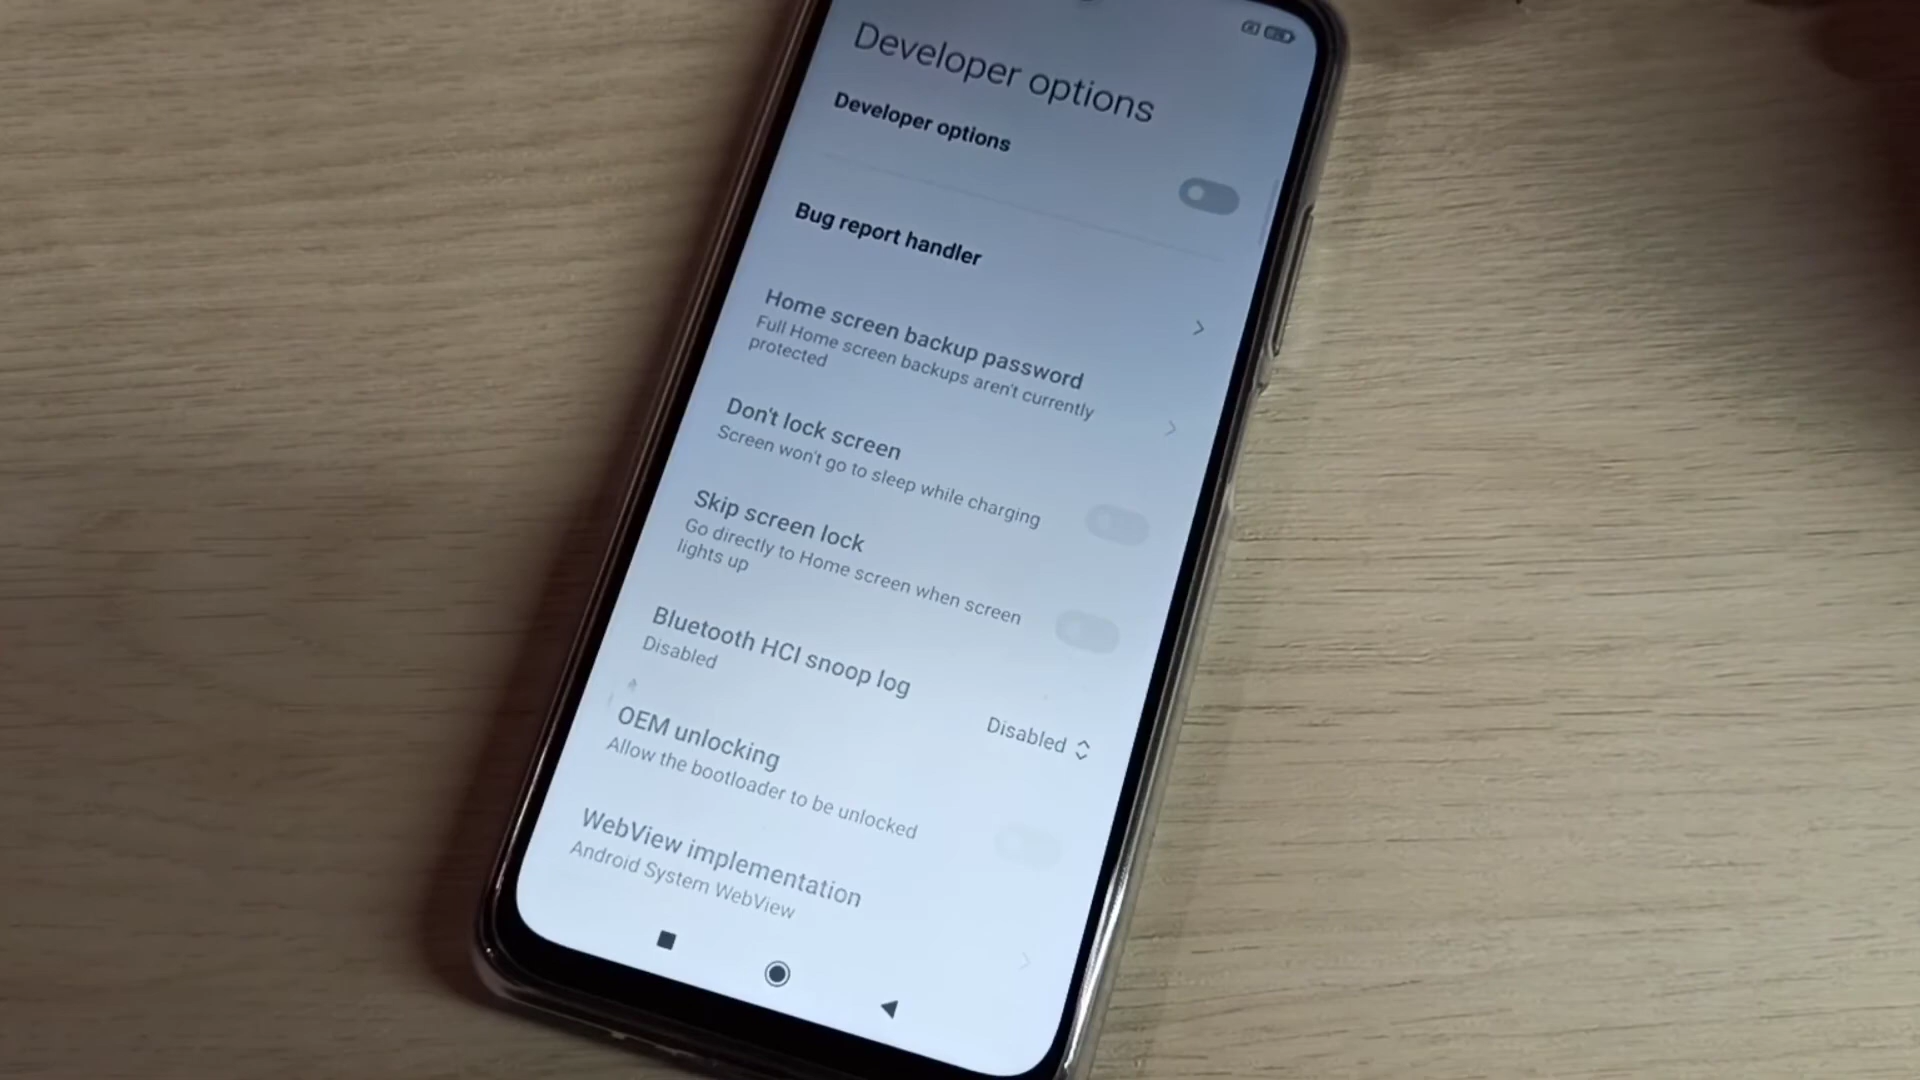 Developer options
Developer options
Bug report handler
Home screen backup password
Full Home screen backups aren't currently
protected
Don't lock screen
Screen won't go to sleep while charging
Skip screen lock
Go directly to Home screen when screen
lights up
Bluetooth HCI snoop log
Disabled
Disabled
OEM unlocking
Allow the bootloader to be unlocked
WebView implementation
Android System WebView